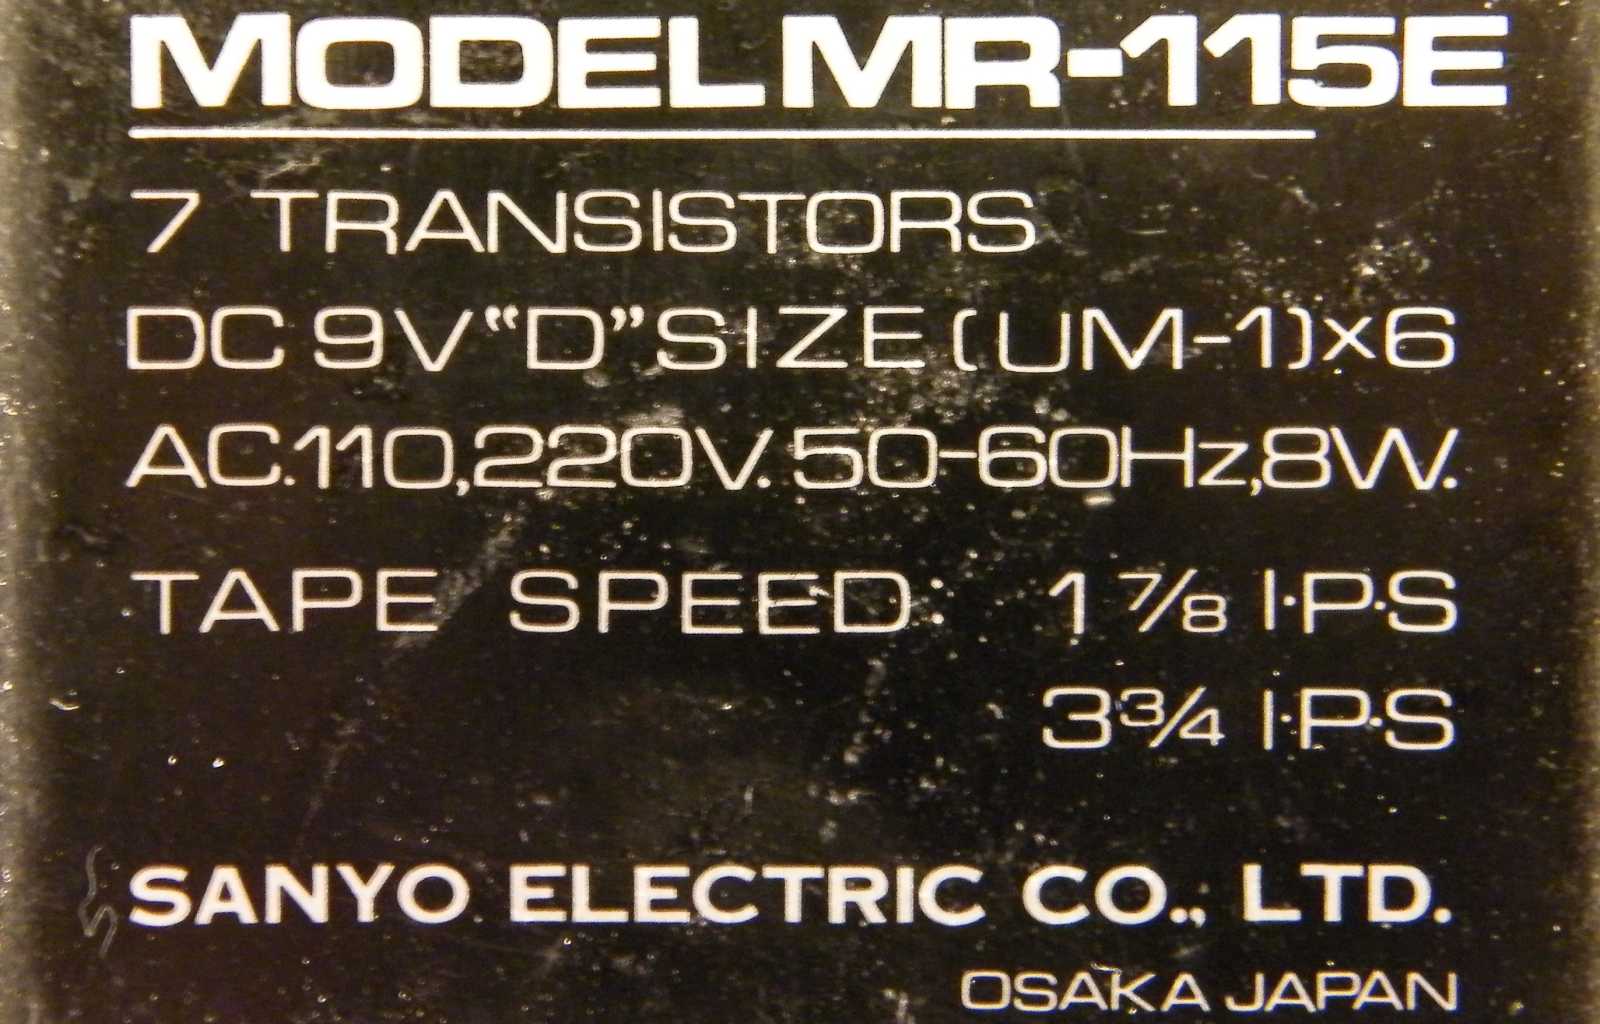 MODEL MR-115E
7 TRANSISTORS
DC 9V "D" SIZE (UM-1)x6
AC.110,220V. 50-60Hz,8W.
TAPE SPEED: 1 7/8 I·P·S
3 3/4 I·P·S
SANYO ELECTRIC CO., LTD.
OSAKA JAPAN